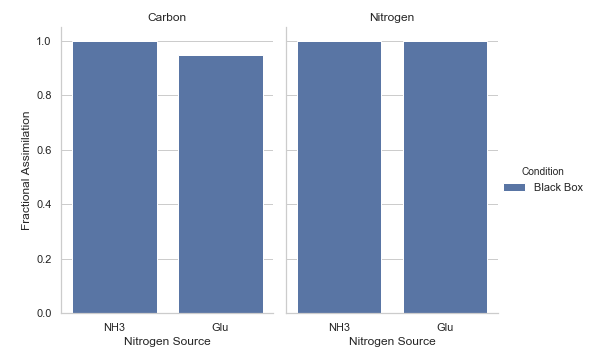 Carbon
Nitrogen
1.0
0.8
0.6
0.4
0.2
0.0
Fractional Assimilation
NH3
Glu
NH3
Glu
Nitrogen Source
Nitrogen Source
Condition
Black Box